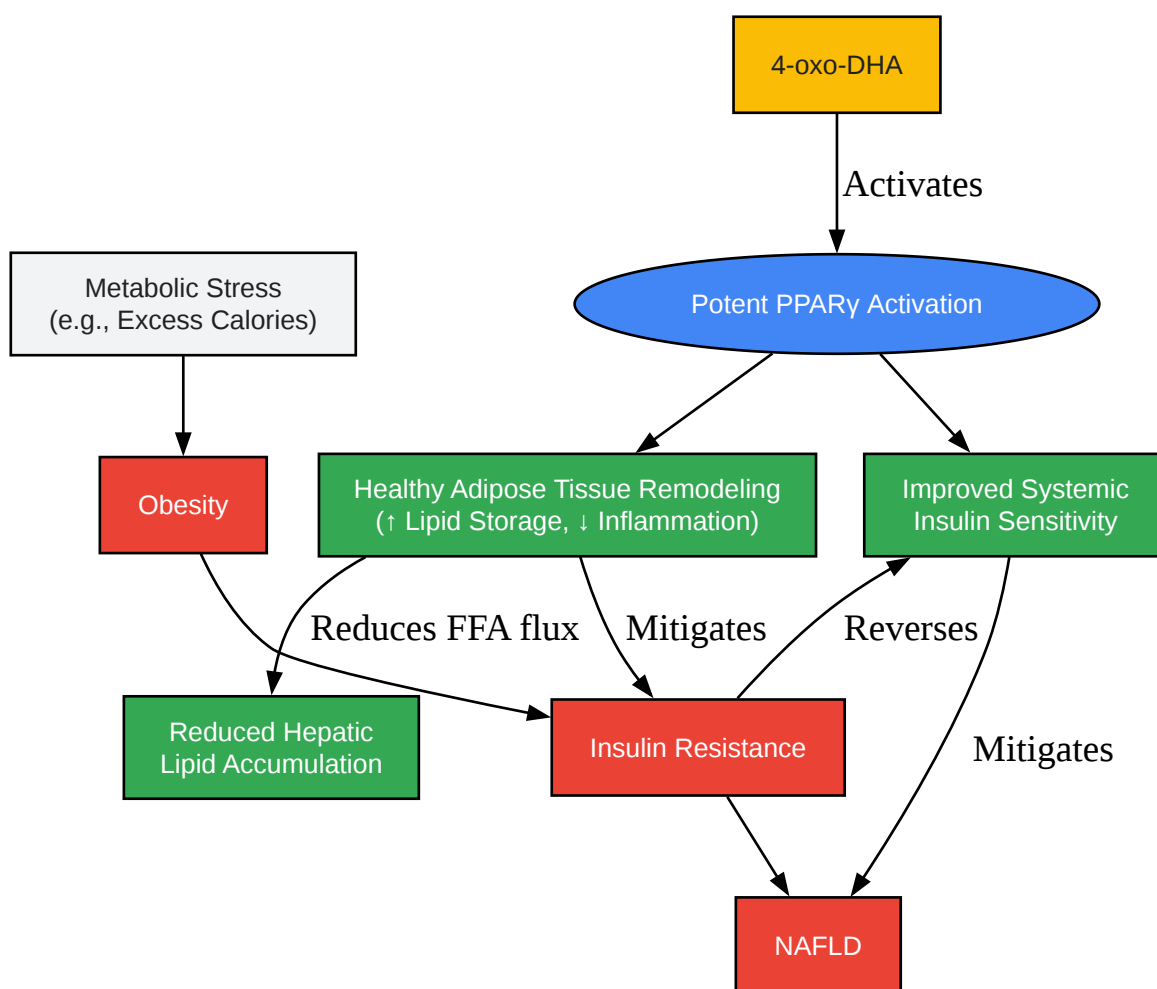 4-oxo-DHA
Activates
Metabolic Stress
(e.g., Excess Calories)
Potent PPARγ Activation
Obesity
Healthy Adipose Tissue Remodeling
(↑ Lipid Storage, ↓ Inflammation)
Improved Systemic
Insulin Sensitivity
Reduces FFA flux
Mitigates
Reverses
Reduced Hepatic
Lipid Accumulation
Insulin Resistance
Mitigates
NAFLD